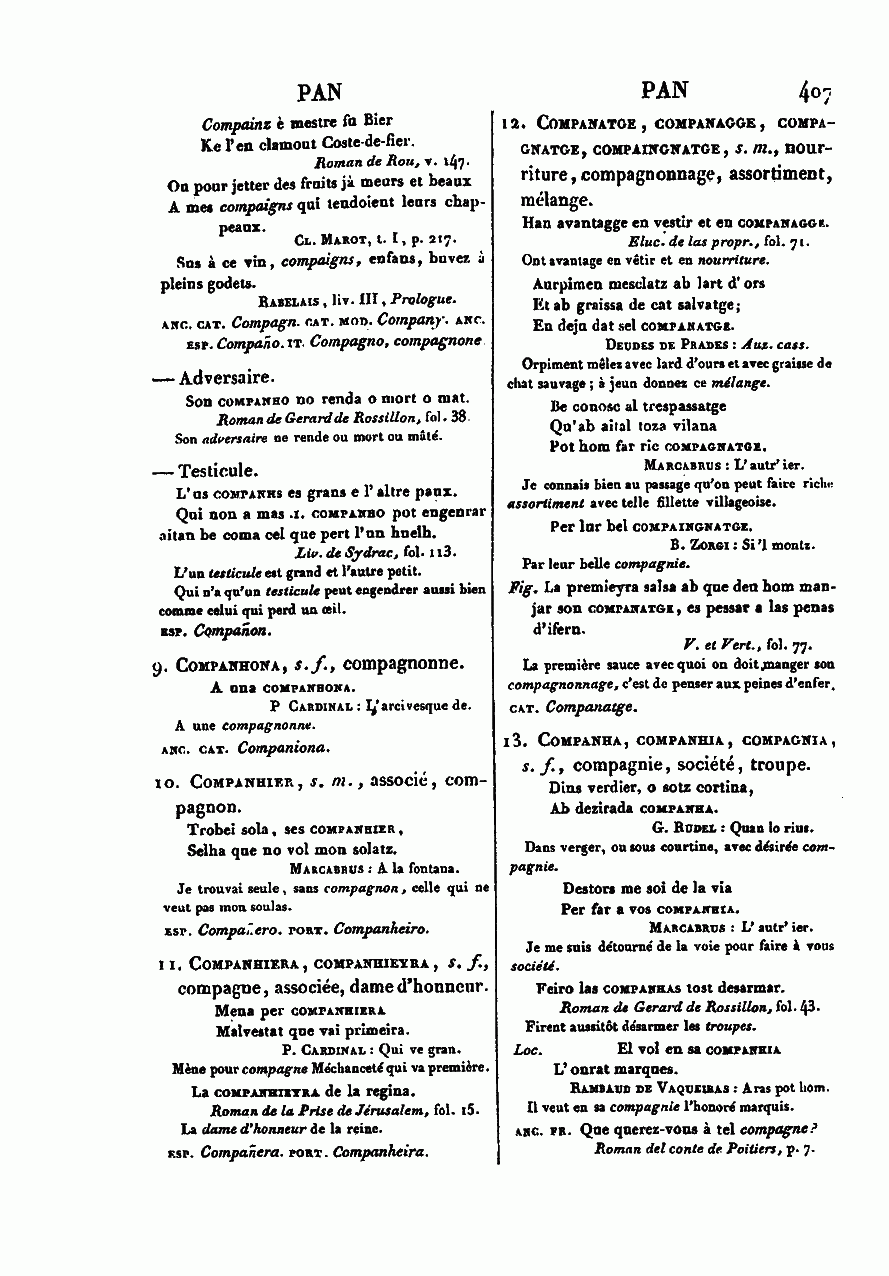 PAN
PAN 407
Compainz è mestre fu Bier
Ke l'en clamout Coste-de-fier.
Roman de Rou, v. 147.
Ou pour jetter des fruits jà meurs et beaux
A mes compaigns qui tendoient leurs chap-
peaux.
CL. MAROT, t. I, p. 217.
Sus à ce vin, compaigns, enfans, buvez à
pleins godets.
RABELAIS, liv. III, Prologue.
ANC. CAT. Compagn. CAT. MOD. Company. ANC.
ESP. Compaño. IT. Compagno, compagnone.
— Adversaire.
Son COMPANHO no renda o mort o mat.
Roman de Gerard de Rossillon, fol. 38.
Son adversaire ne rende ou mort ou mâté.
— Testicule.
L'us COMPANHS es grans e l'altre paux.
Qui non a mas .I. COMPANHO pot engenrar
aitan be coma cel que pert l'un huelh.
Liv. de Sydrac, fol. 113.
L'un testicule est grand et l'autre petit.
Qui n'a qu'un testicule peut engendrer aussi bien
comme celui qui perd un œil.
ESP. Compañon.
9. COMPANHONA, s. f., compagnonne.
A una COMPANHONA.
P CARDINAL : L'arcivesque de.
A une compagnonne.
ANC. CAT. Companiona.
10. COMPANHIER, s. m., associé, com-
pagnon.
Trobei sola, ses COMPANHIER,
Selha que no vol mon solatz.
MARCABRUS : A la fontana.
Je trouvai seule, sans compagnon, celle qui ne
veut pas mon soulas.
ESP. Compañero. PORT. Companheiro.
11. COMPANHIERA, COMPANHIEYRA, s. f.,
compagne, associée, dame d'honneur.
Mena per COMPANHIERA
Malvestat que vai primeira.
P. CARDINAL : Qui ve gran.
Mène pour compagne Méchanceté qui va première.
La COMPANHIEYRA de la regina.
Roman de la Prise de Jérusalem, fol. 15.
La dame d'honneur de la reine.
ESP. Compañera. PORT. Companheira.
12. COMPANATGE, COMPANAGGE, COMPA-
GNATGE, COMPAINGNATGE, s. m., nour-
riture, compagnonnage, assortiment,
mélange.
Han avantagge en vestir et en COMPANAGGE.
Eluc. de las propr., fol. 71.
Ont avantage en vêtir et en nourriture.
Aurpimen mesclatz ab lart d'ors
Et ab graissa de cat salvatge;
En deju dat sel COMPANATGE.
DEUDES DE PRADES : Auz. cass.
Orpiment mêlez avec lard d'ours et avec graisse de
chat sauvage ; à jeun donnez ce mélange.
Be conosc al trespassatge
Qu'ab aital toza vilana
Pot hom far ric COMPAGNATGE.
MARCABRUS : L'autr'ier.
Je connais bien au passage qu'on peut faire riche
assortiment avec telle fillette villageoise.
Per lur bel COMPAINGNATGE.
B. ZORGI : Si'l montz.
Par leur belle compagnie.
Fig. La premieyra salsa ab que deu hom man-
jar son COMPANATGE, es pessar a las penas
d'ifern.
V. et Vert., fol. 77.
La première sauce avec quoi on doit manger son
compagnonnage, c'est de penser aux peines d'enfer.
CAT. Companatge.
13. COMPANHA, COMPANHIA, COMPAGNIA,
s. f., compagnie, société, troupe.
Dins verdier, o sotz cortina,
Ab dezirada COMPANHA.
G. RUDEL : Quan lo rius.
Dans verger, ou sous courtine, avec désirée com-
pagnie.
Destors me soi de la via
Per far a vos COMPANHIA.
MARCABRUS : L'autr'ier.
Je me suis détourné de la voie pour faire à vous
société.
Feiro las COMPANHAS tost desarmar.
Roman de Gerard de Rossillon, fol. 43.
Firent aussitôt désarmer les troupes.
Loc. El vol en sa COMPANHIA
L'onrat marques.
RAMBAUD DE VAQUEIRAS : Aras pot hom.
Il veut en sa compagnie l'honoré marquis.
ANC. FR. Que querez-vous à tel compagne?
Roman del conte de Poitiers, p. 7.